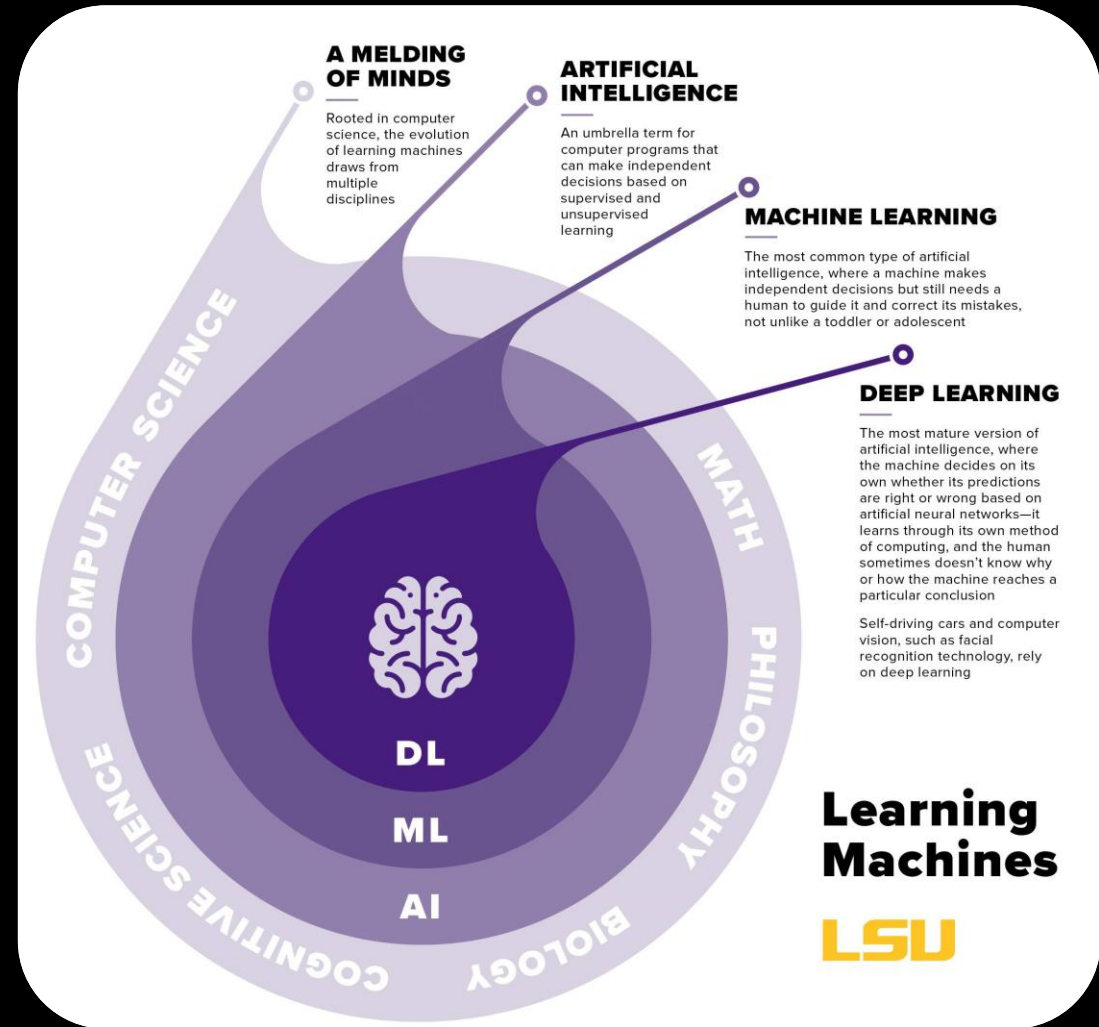 A MELDING
OF MINDS
Rooted in computer
science, the evolution
of learning machines
draws from
multiple
disciplines
ARTIFICIAL
INTELLIGENCE
An umbrella term for
computer programs that
can make independent
decisions based on
supervised and
unsupervised
learning
MACHINE LEARNING
The most common type of artificial
intelligence, where a machine makes
independent decisions but still needs a
human to guide it and correct its mistakes,
not unlike a toddler or adolescent
DEEP LEARNING
The most mature version of
artificial intelligence, where
the machine decides on its
own whether its predictions
are right or wrong based on
artificial neural networks—it
learns through its own method
of computing, and the human
sometimes doesn't know why
or how the machine reaches a
particular conclusion
Self-driving cars and computer
vision, such as facial
recognition technology, rely
on deep learning
COMPUTER SCIENCE
MATH
PHILOSOPHY
BIOLOGY
COGNITIVE SCIENCE
DL
ML
AI
Learning
Machines
LSU